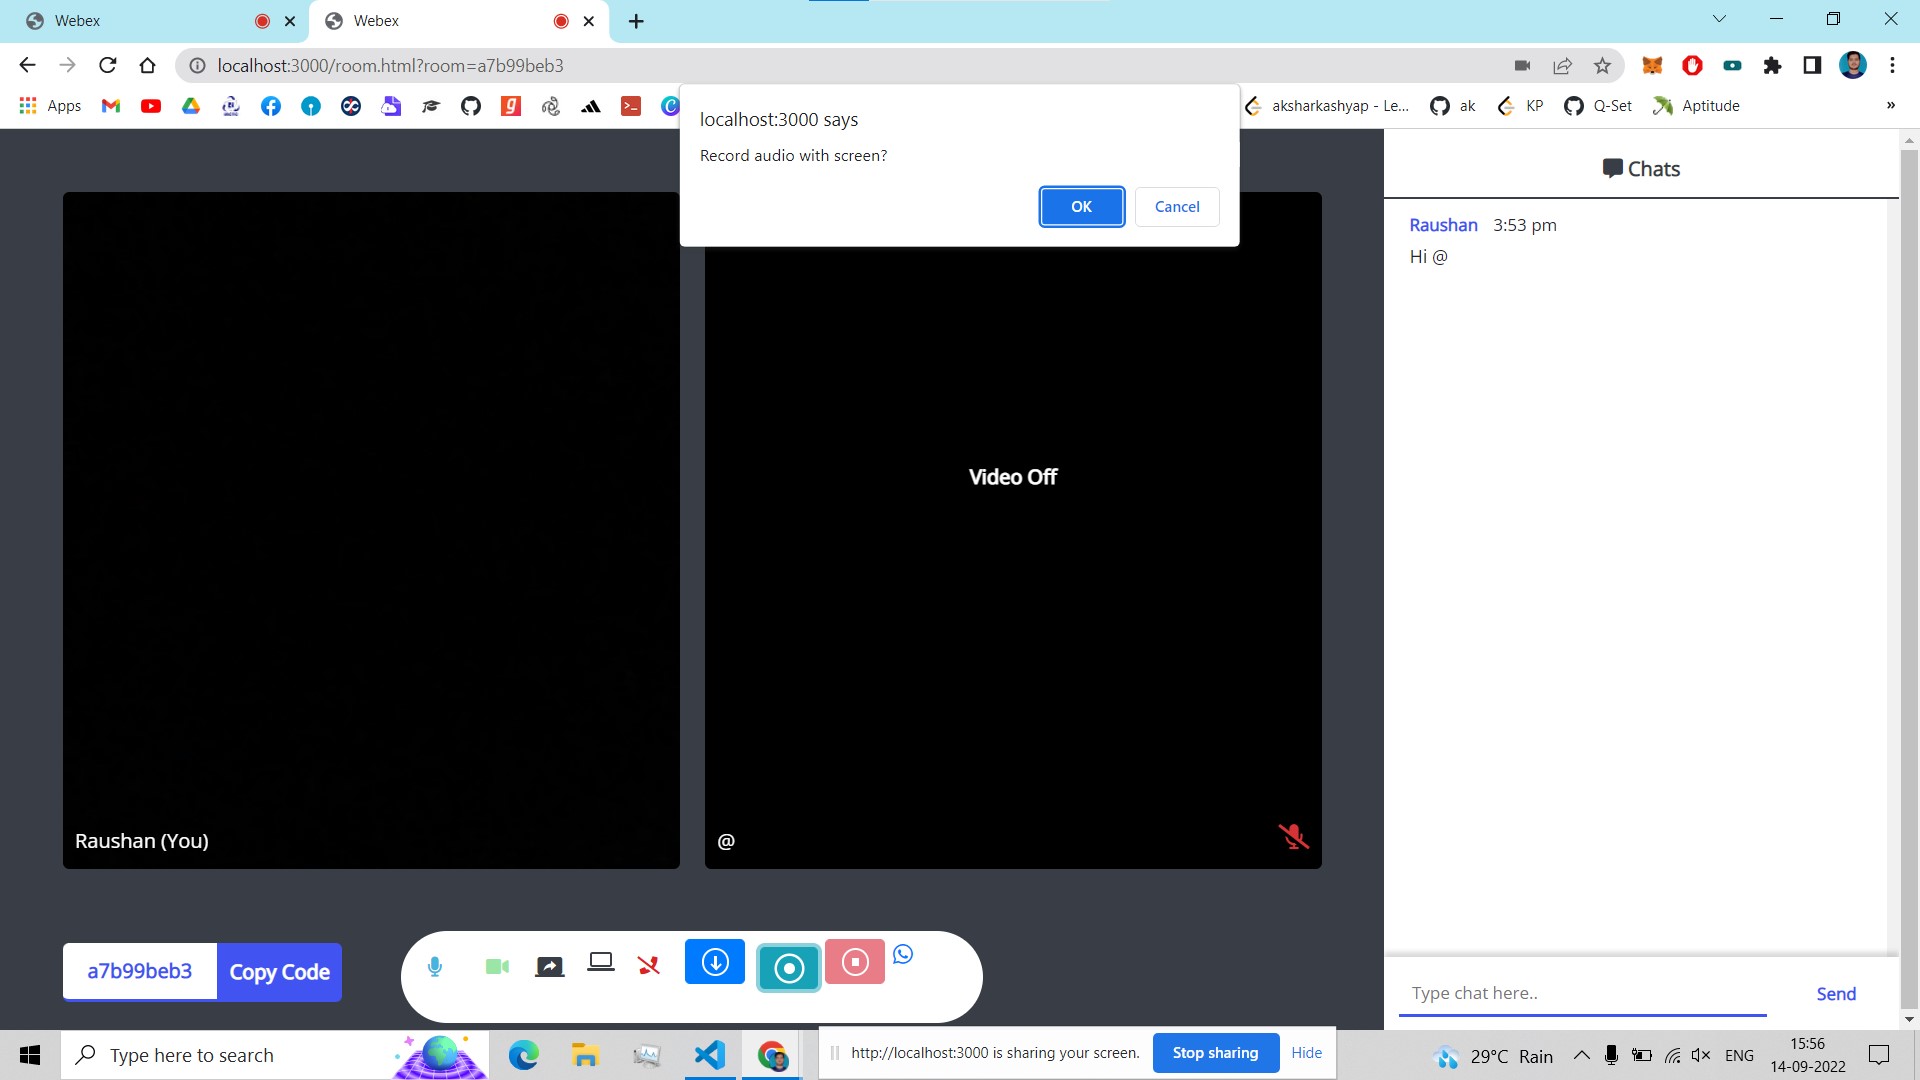 Webex
Webex
localhost:3000/room.html?room=a7b99beb3
Apps
aksharkashyap - Le...
ak
KP
Q-Set
Aptitude
»
localhost:3000 says
Record audio with screen?
OK
Cancel
Video Off
Raushan (You)
@
Chats
Raushan 3:53 pm
Hi @
a7b99beb3
Copy Code
Type chat here..
Send
Type here to search
http://localhost:3000 is sharing your screen.
Stop sharing
Hide
29°C Rain
ENG
15:56
14-09-2022